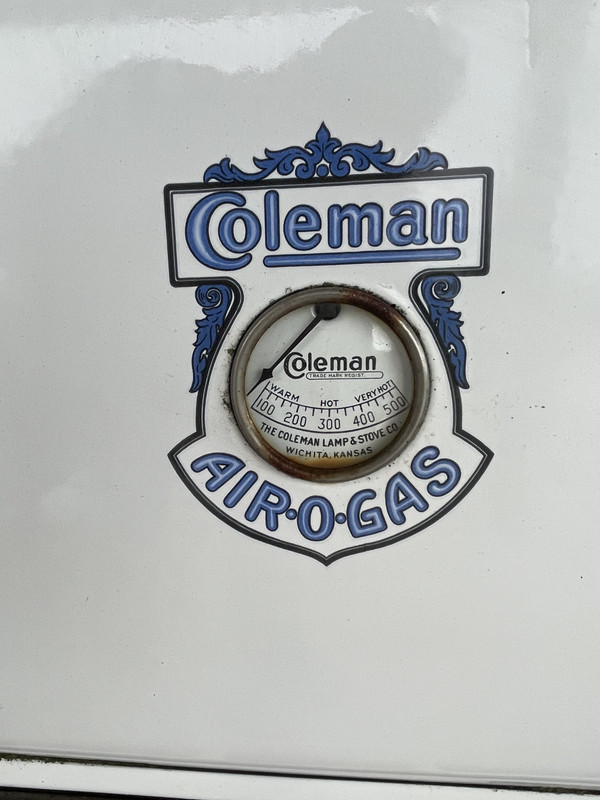 Coleman
Coleman
TRADE MARK REGIST.
WARM HOT VERY HOT
100 200 300 400 500
THE COLEMAN LAMP & STOVE CO
WICHITA, KANSAS
AIR·O·GAS